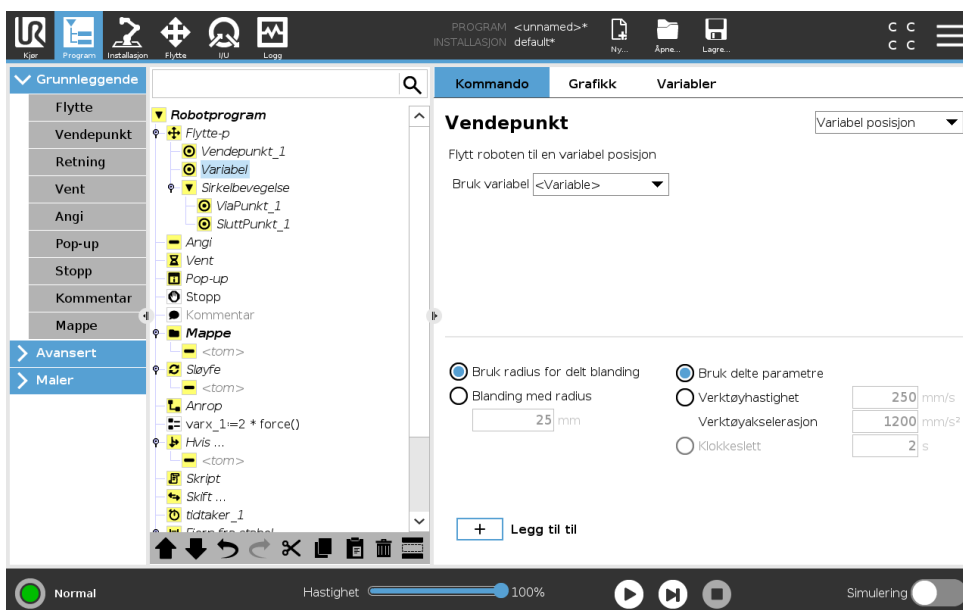 UR
PROGRAM <unnamed>*
INSTALLASJON default*
Kjør
Program
Installasjon
Flytte
I/U
Logg
Ny...
Åpne...
Lagre...
C C
C C
Grunnleggende
Flytte
Vendepunkt
Retning
Vent
Angi
Pop-up
Stopp
Kommentar
Mappe
Avansert
Maler
Robotprogram
Flytte-p
Vendepunkt_1
Variabel
Sirkelbevegelse
ViaPunkt_1
SluttPunkt_1
Angi
Vent
Pop-up
Stopp
Kommentar
Mappe
<tom>
Sløyfe
<tom>
Anrop
varx_1≔2 * force()
Hvis ...
<tom>
Skript
Skift ...
tidtaker_1
Fjern fra stabel
Kommando
Grafikk
Variabler
Vendepunkt
Variabel posisjon
Flytt roboten til en variabel posisjon
Bruk variabel <Variable>
Bruk radius for delt blanding
Blanding med radius
25 mm
Bruk delte parametre
Verktøyhastighet 250 mm/s
Verktøyakselerasjon 1200 mm/s²
Klokkeslett 2 s
+ Legg til til
Normal
Hastighet 100%
Simulering